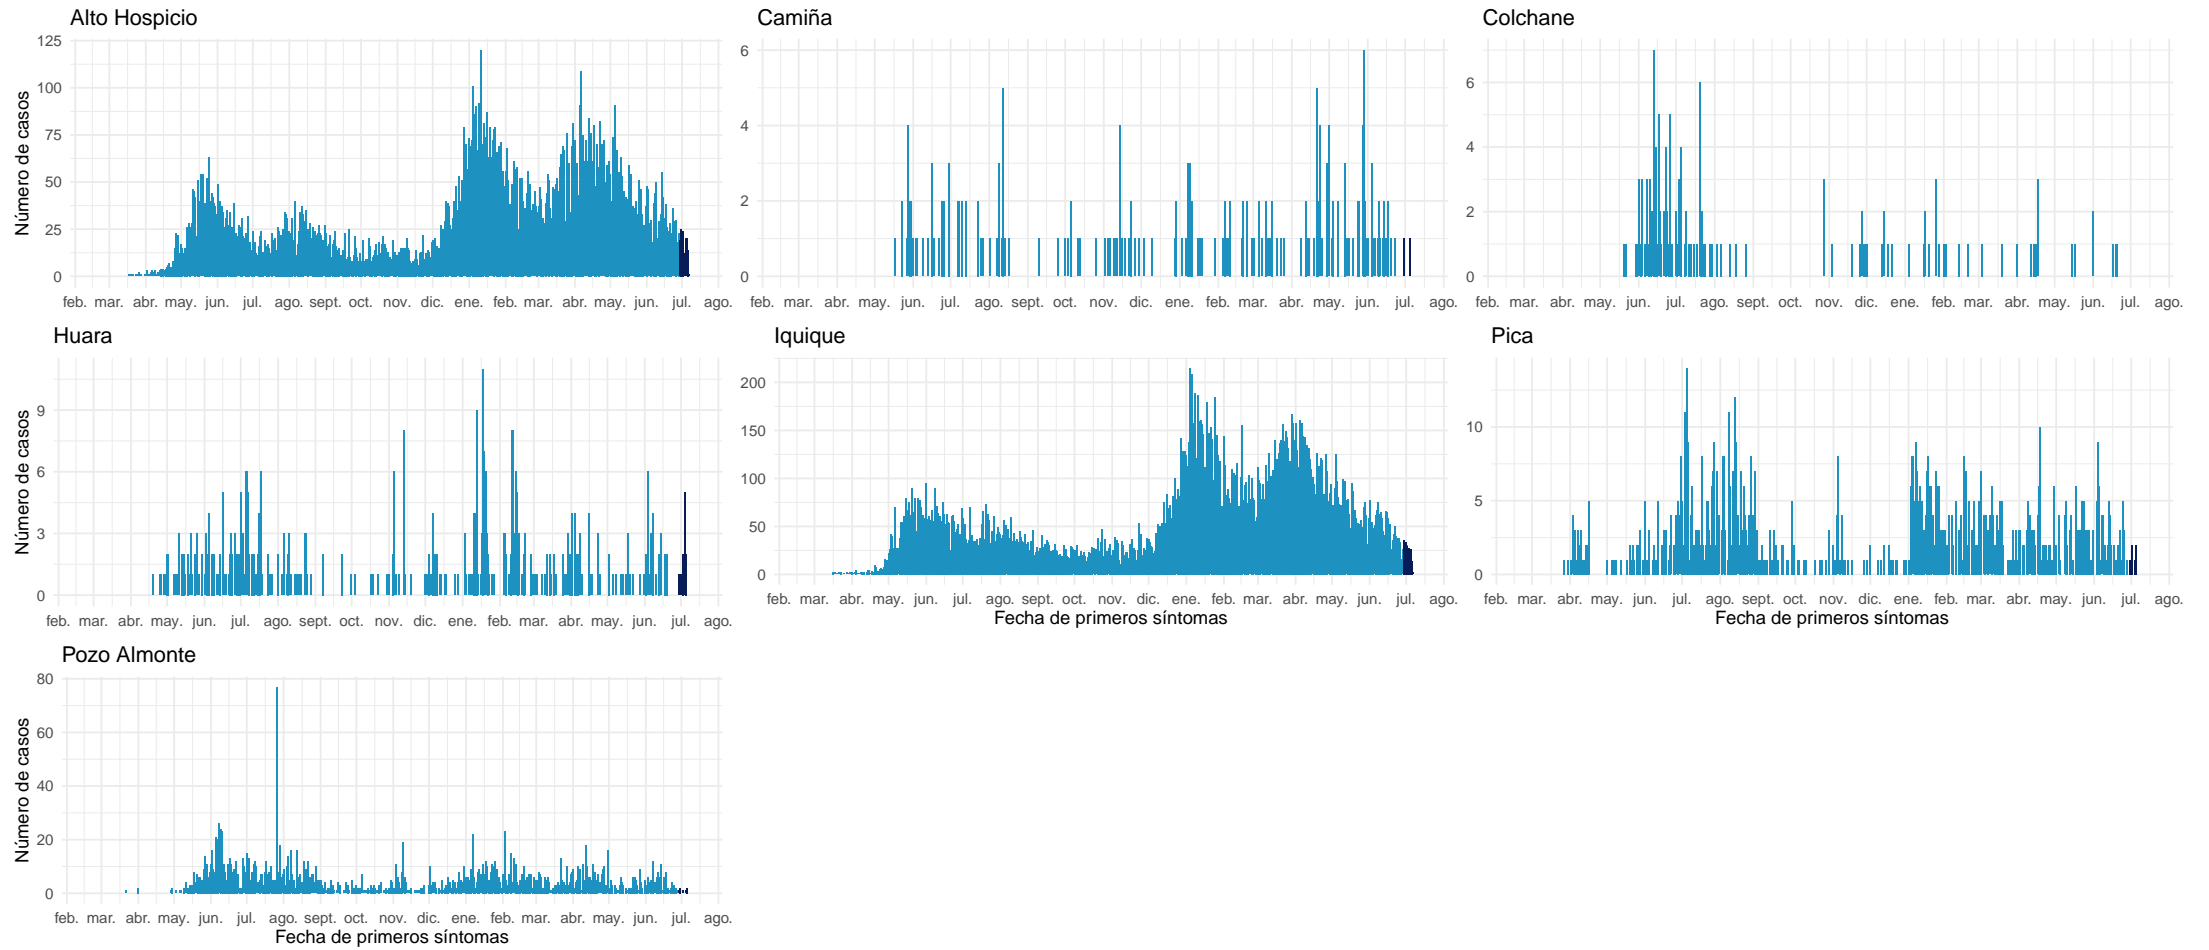 Alto Hospicio
Número de casos
125
100
75
50
25
0
feb. mar. abr. may. jun. jul. ago. sept. oct. nov. dic. ene. feb. mar. abr. may. jun. jul. ago.
Camiña
6
4
2
0
feb. mar. abr. may. jun. jul. ago. sept. oct. nov. dic. ene. feb. mar. abr. may. jun. jul. ago.
Colchane
6
4
2
0
feb. mar. abr. may. jun. jul. ago. sept. oct. nov. dic. ene. feb. mar. abr. may. jun. jul. ago.
Huara
Número de casos
9
6
3
0
feb. mar. abr. may. jun. jul. ago. sept. oct. nov. dic. ene. feb. mar. abr. may. jun. jul. ago.
Iquique
200
150
100
50
0
feb. mar. abr. may. jun. jul. ago. sept. oct. nov. dic. ene. feb. mar. abr. may. jun. jul. ago.
Fecha de primeros síntomas
Pica
10
5
0
feb. mar. abr. may. jun. jul. ago. sept. oct. nov. dic. ene. feb. mar. abr. may. jun. jul. ago.
Fecha de primeros síntomas
Pozo Almonte
Número de casos
80
60
40
20
0
feb. mar. abr. may. jun. jul. ago. sept. oct. nov. dic. ene. feb. mar. abr. may. jun. jul. ago.
Fecha de primeros síntomas